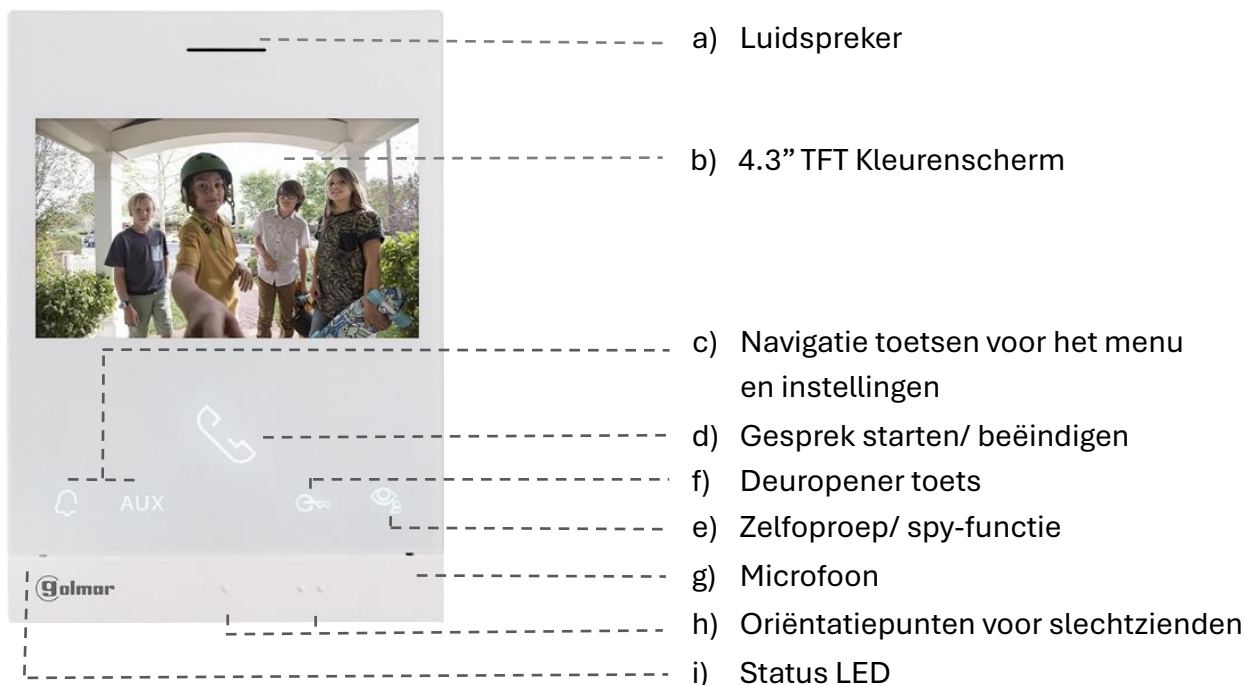 a) Luidspreker
b) 4.3” TFT Kleurenscherm
c) Navigatie toetsen voor het menu
en instellingen
d) Gesprek starten/ beëindigen
AUX
f) Deuropener toets
e) Zelfoproep/ spy-functie
golmar
g) Microfoon
h) Oriëntatiepunten voor slechtzienden
i) Status LED